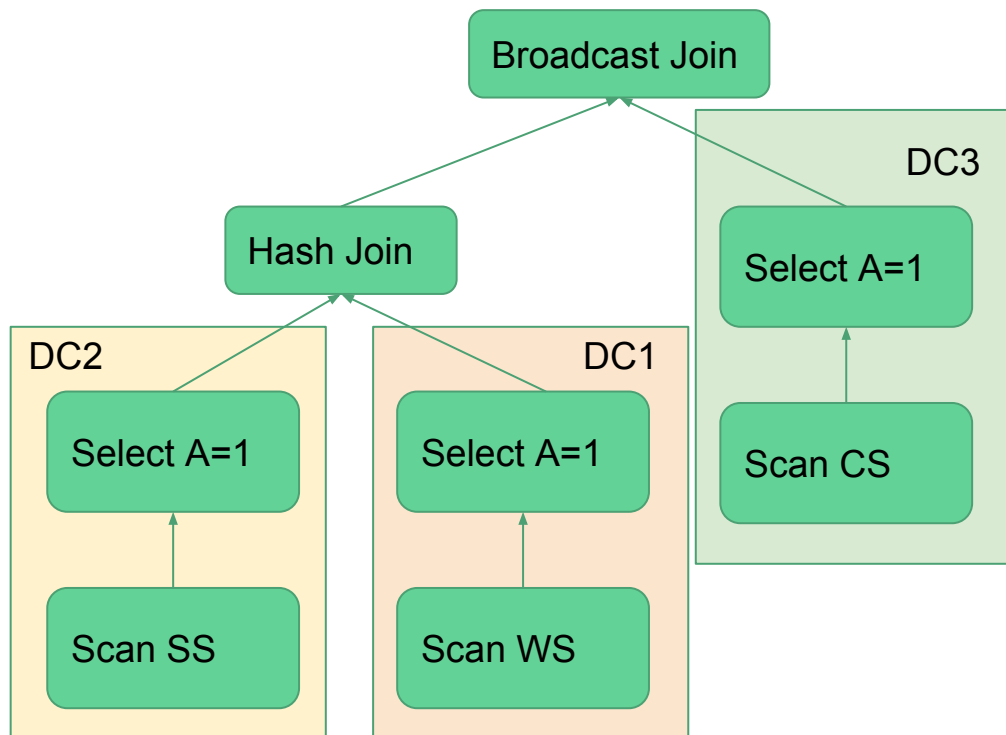 Broadcast Join
DC3
Hash Join
Select A=1
DC2
DC1
Select A=1
Select A=1
Scan CS
Scan SS
Scan WS